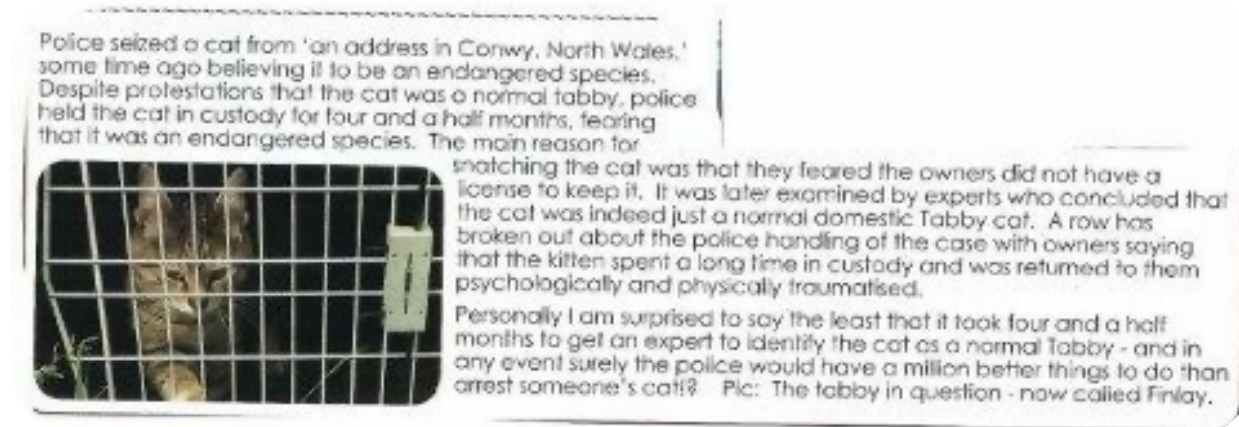 Police seized a cat from 'an address in Conwy, North Wales,'
some time ago believing it to be an endangered species.
Despite protestations that the cat was a normal tabby, police
held the cat in custody for four and a half months, fearing
that it was an endangered species. The main reason for
snatching the cat was that they feared the owners did not have a
license to keep it. It was later examined by experts who concluded that
the cat was indeed just a normal domestic Tabby cat. A row has
broken out about the police handling of the case with owners saying
that the kitten spent a long time in custody and was returned to them
psychologically and physically traumatised.
Personally I am surprised to say the least that it took four and a half
months to get an expert to identify the cat as a normal Tabby - and in
any event surely the police would have a million better things to do than
arrest someone's cat!? Pic: The tabby in question - now called Finlay.